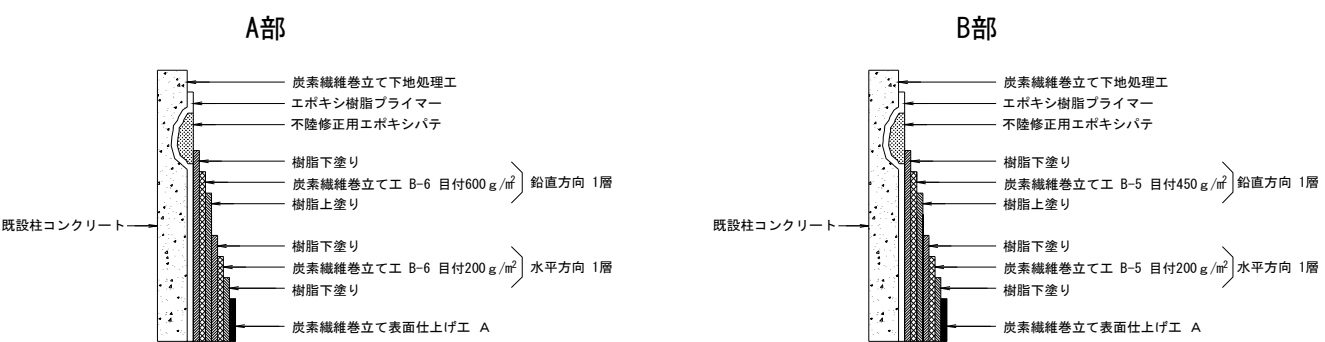 A部
炭素繊維巻立て下地処理工
エポキシ樹脂プライマー
不陸修正用エポキシパテ
樹脂下塗り
炭素繊維巻立て工 B-6 目付600g/㎡ 鉛直方向 1層
樹脂上塗り
既設柱コンクリート
樹脂下塗り
炭素繊維巻立て工 B-6 目付200g/㎡ 水平方向 1層
樹脂下塗り
炭素繊維巻立て表面仕上げ工 A
B部
炭素繊維巻立て下地処理工
エポキシ樹脂プライマー
不陸修正用エポキシパテ
樹脂下塗り
炭素繊維巻立て工 B-5 目付450g/㎡ 鉛直方向 1層
樹脂上塗り
既設柱コンクリート
樹脂下塗り
炭素繊維巻立て工 B-5 目付200g/㎡ 水平方向 1層
樹脂下塗り
炭素繊維巻立て表面仕上げ工 A